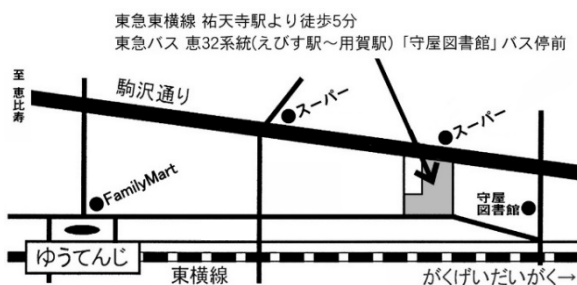 東急東横線 祐天寺駅より徒歩5分
東急バス 恵32系統(えびす駅～用賀駅)「守屋図書館」バス停前
至 恵比寿
駒沢通り
スーパー
スーパー
FamilyMart
守屋
図書館
ゆうてんじ
東横線
がくげいだいがく→